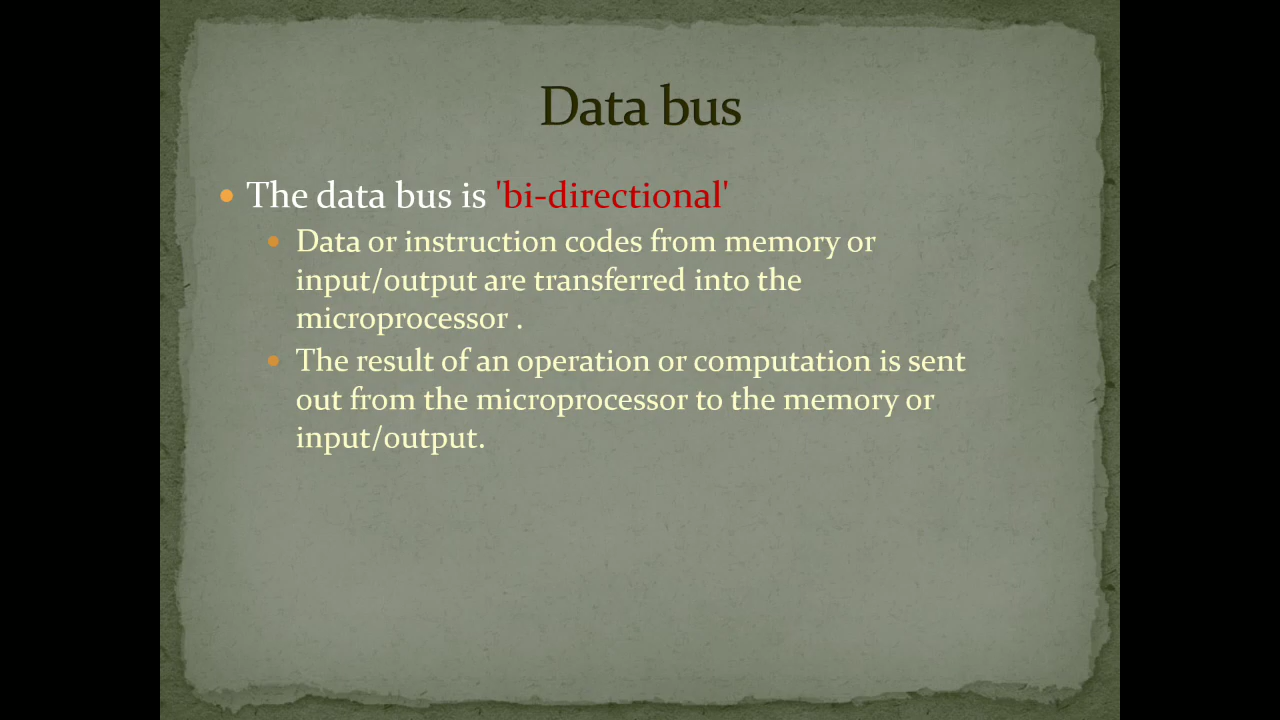 Data bus
The data bus is 'bi-directional'
Data or instruction codes from memory or
input/output are transferred into the
microprocessor .
The result of an operation or computation is sent
out from the microprocessor to the memory or
input/output.